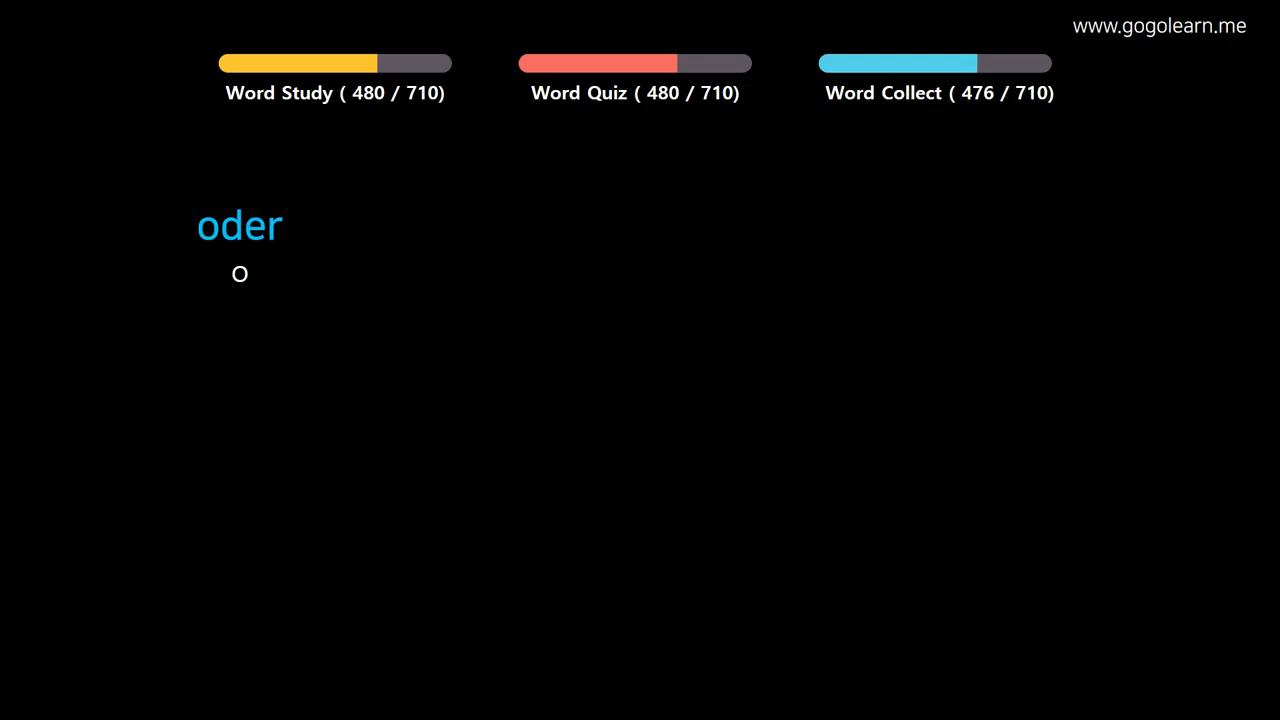 www.gogolearn.me
Word Study ( 480 / 710)
Word Quiz ( 480 / 710)
Word Collect ( 476 / 710)
oder
o